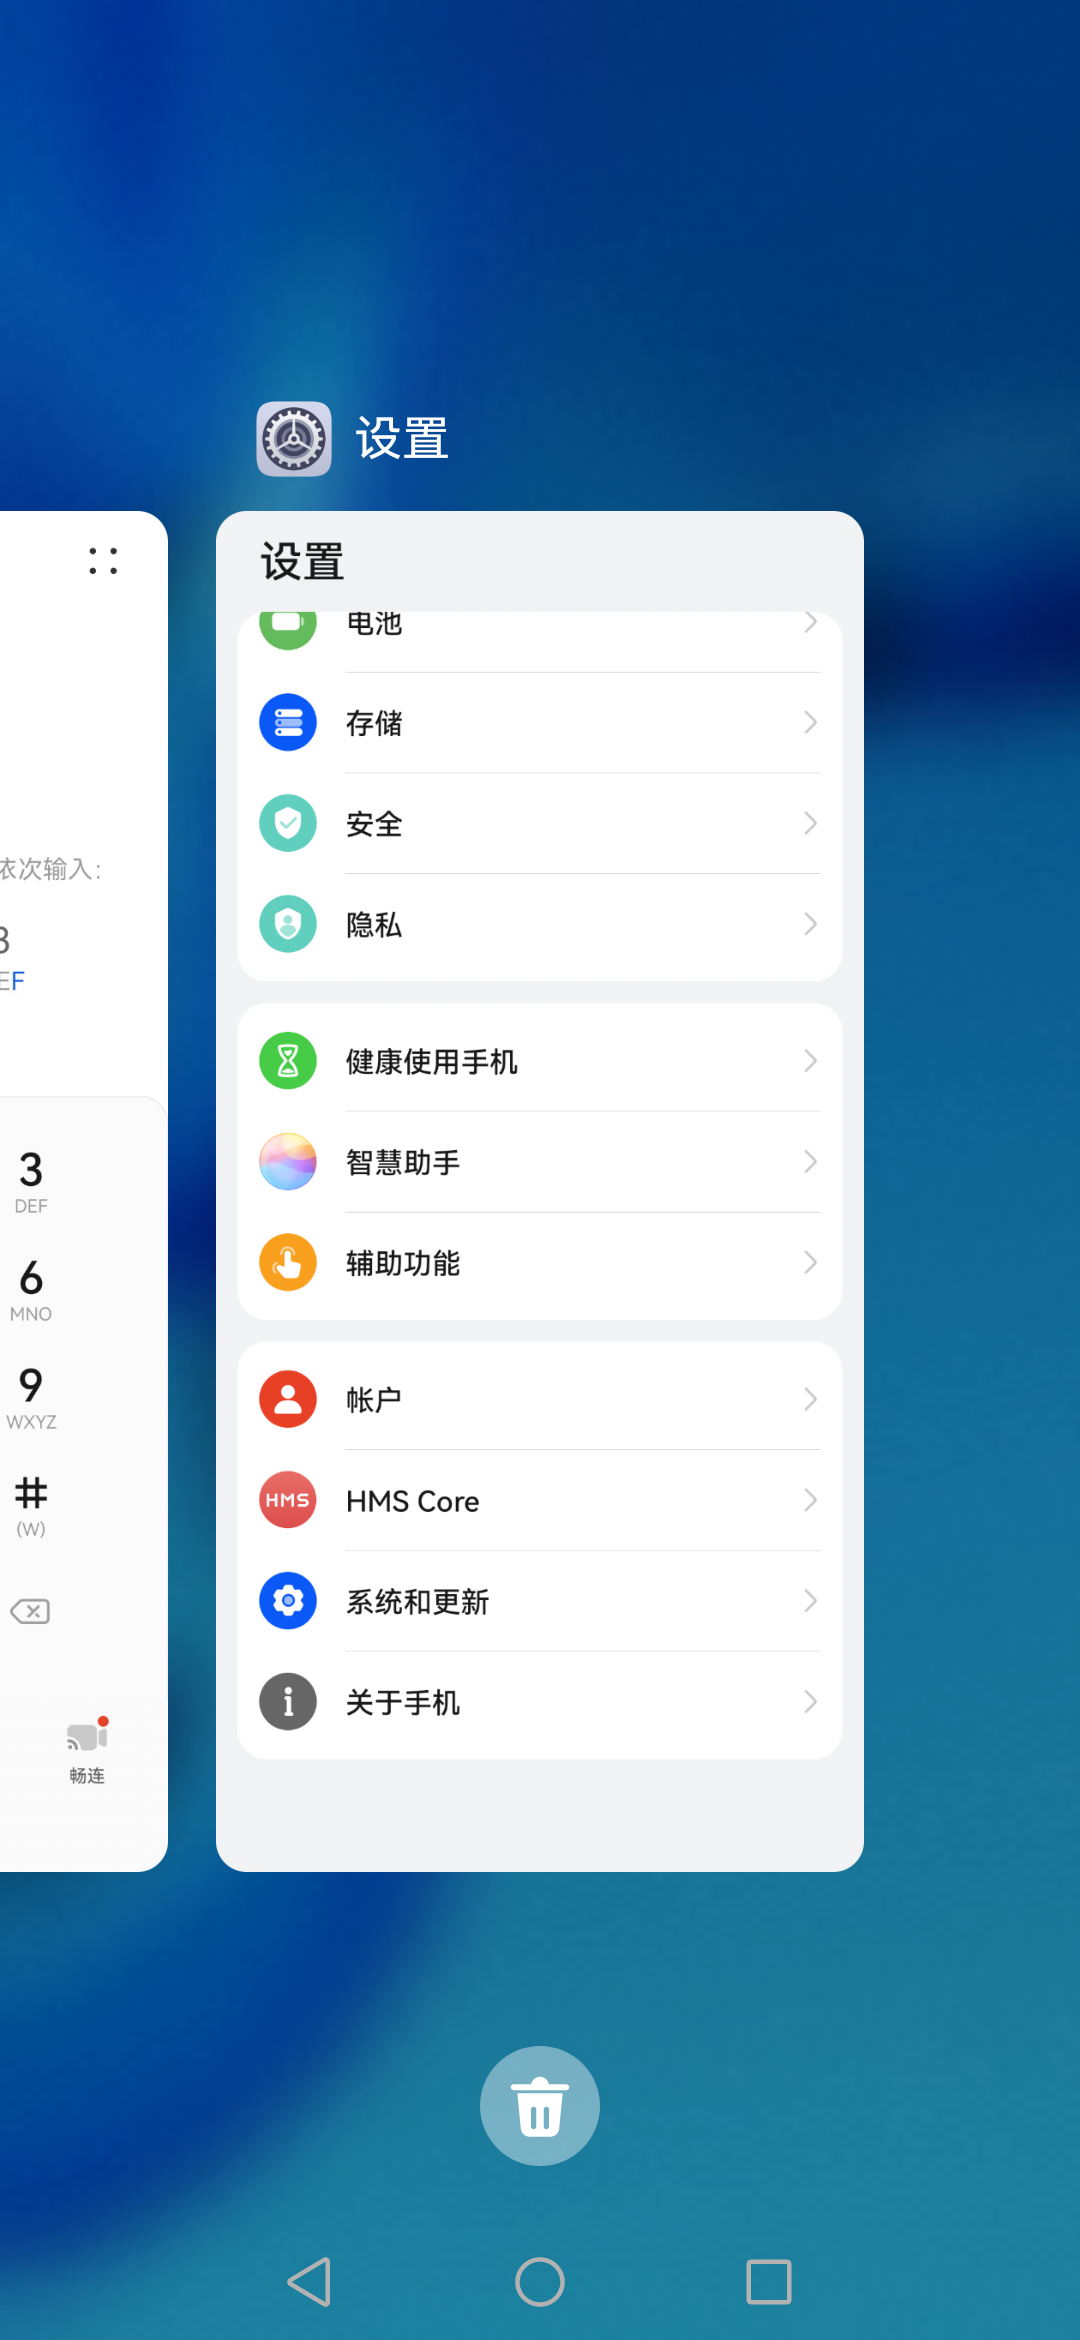 设置
设置
电池
存储
安全
隐私
健康使用手机
智慧助手
辅助功能
帐户
HMS
HMS Core
系统和更新
关于手机
依次输入：
3
EF
3
DEF
6
MNO
9
WXYZ
#
(W)
畅连